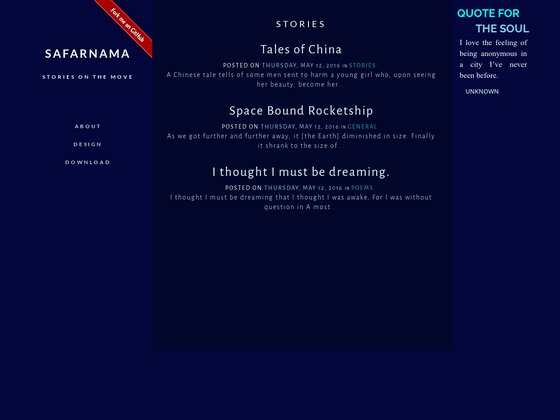 Fork me on GitHub
SAFARNAMA
STORIES ON THE MOVE
ABOUT
DESIGN
DOWNLOAD
STORIES
Tales of China
POSTED ON THURSDAY, MAY 12, 2016 IN STORIES
A Chinese tale tells of some men sent to harm a young girl who, upon seeing
her beauty, become her...
Space Bound Rocketship
POSTED ON THURSDAY, MAY 12, 2016 IN GENERAL
As we got further and further away, it [the Earth] diminished in size. Finally
it shrank to the size of...
I thought I must be dreaming.
POSTED ON THURSDAY, MAY 12, 2016 IN POEMS
I thought I must be dreaming that I thought I was awake, For I was without
question in A most...
QUOTE FOR
THE SOUL
I love the feeling of
being anonymous in
a city I've never
been before.
UNKNOWN